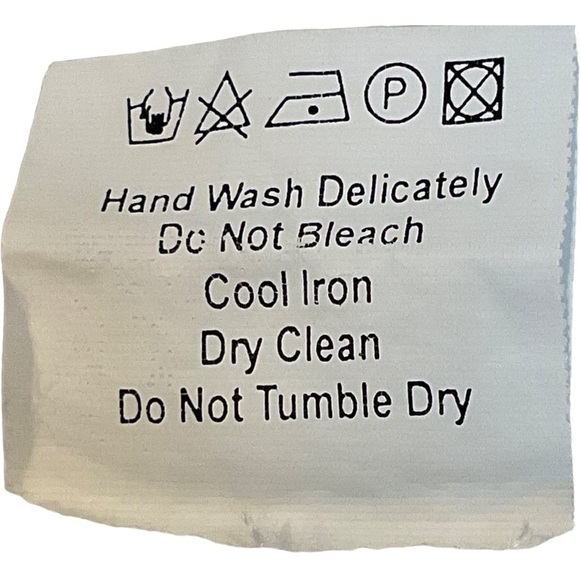 P
Hand Wash Delicately
Do Not Bleach
Cool Iron
Dry Clean
Do Not Tumble Dry